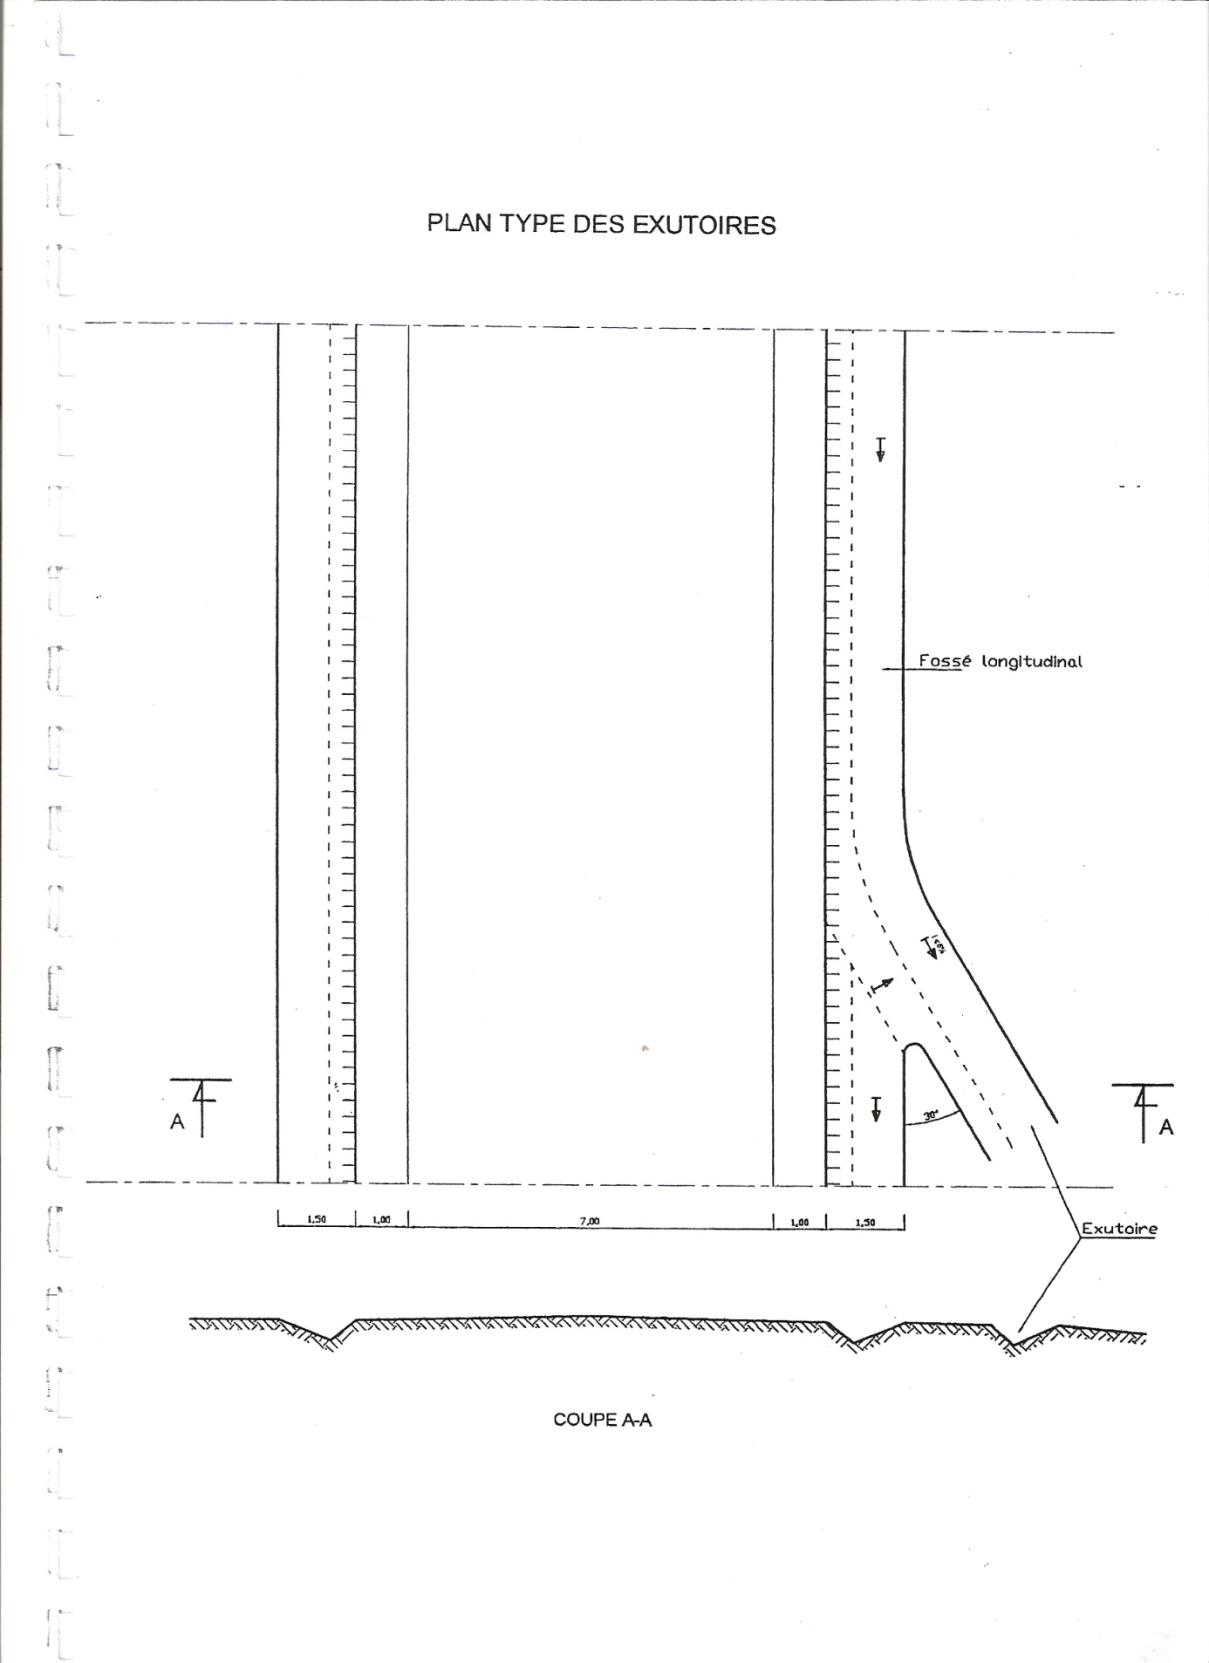 PLAN TYPE DES EXUTOIRES
Fossé longitudinal
30°
A
A
1,50 1,00 7,00 1,00 1,50
Exutoire
COUPE A-A